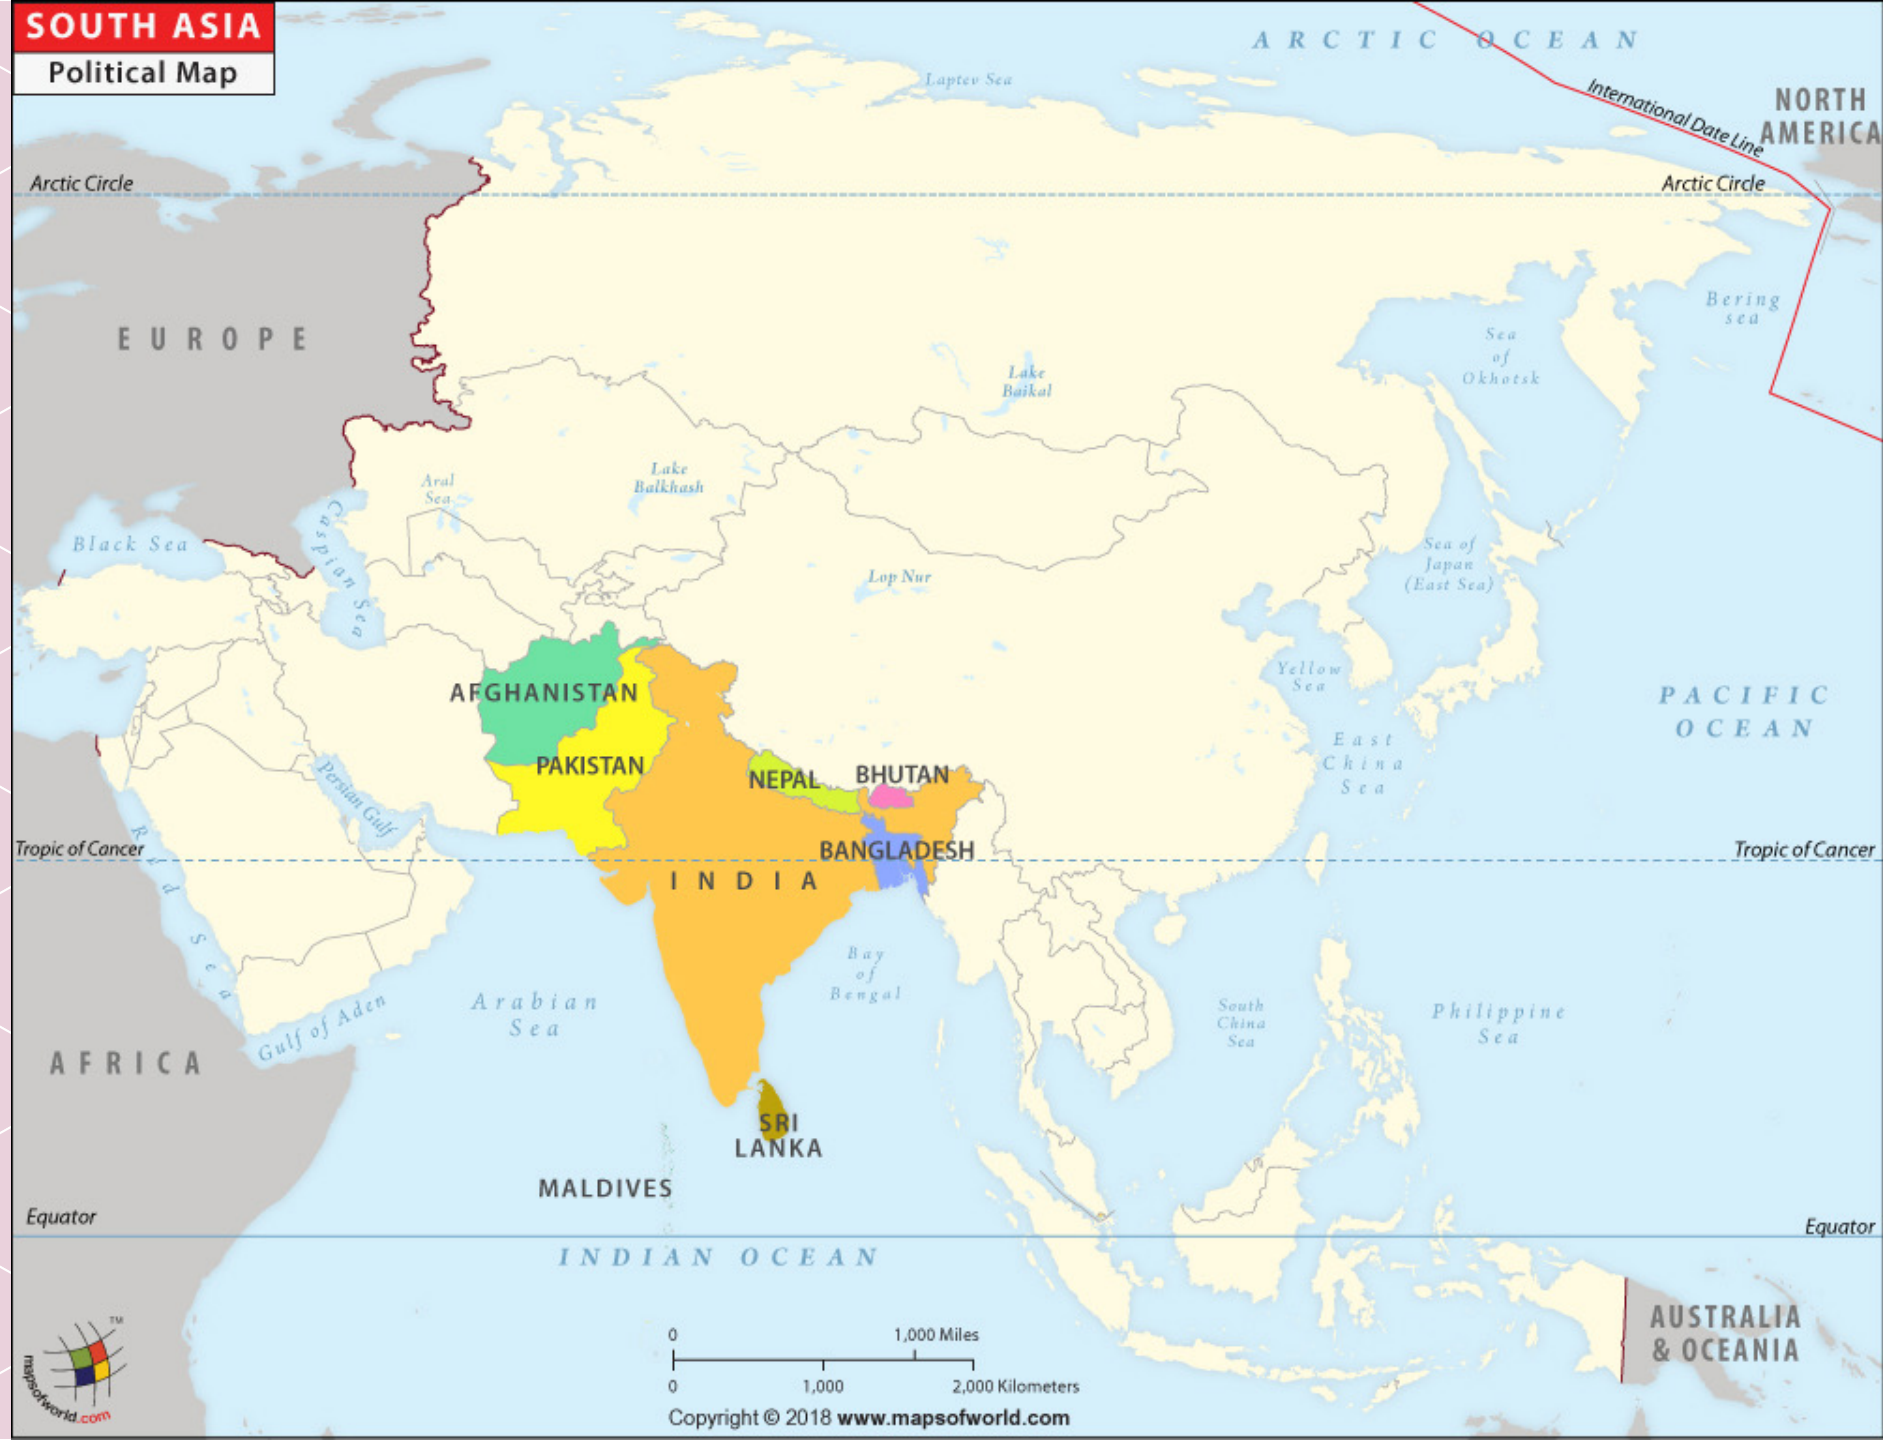 SOUTH ASIA
Political Map
ARCTIC OCEAN
Laptev Sea
International Date Line
NORTH
AMERICA
Arctic Circle
Arctic Circle
EUROPE
Bering
sea
Sea
of
Okhotsk
Lake
Baikal
Aral
Sea
Lake
Balkhash
Caspian Sea
Black Sea
Sea of
Japan
(East Sea)
Lop Nur
Yellow
Sea
AFGHANISTAN
PACIFIC
OCEAN
East
China
Sea
PAKISTAN
NEPAL
BHUTAN
Persian Gulf
Red Sea
Tropic of Cancer
BANGLADESH
Tropic of Cancer
INDIA
Bay
of
Bengal
Arabian
Sea
Gulf of Aden
South
China
Sea
Philippine
Sea
AFRICA
SRI
LANKA
MALDIVES
Equator
Equator
INDIAN OCEAN
AUSTRALIA
& OCEANIA
TM
mapsofworld.com
0 1,000 Miles
0 1,000 2,000 Kilometers
Copyright © 2018 www.mapsofworld.com